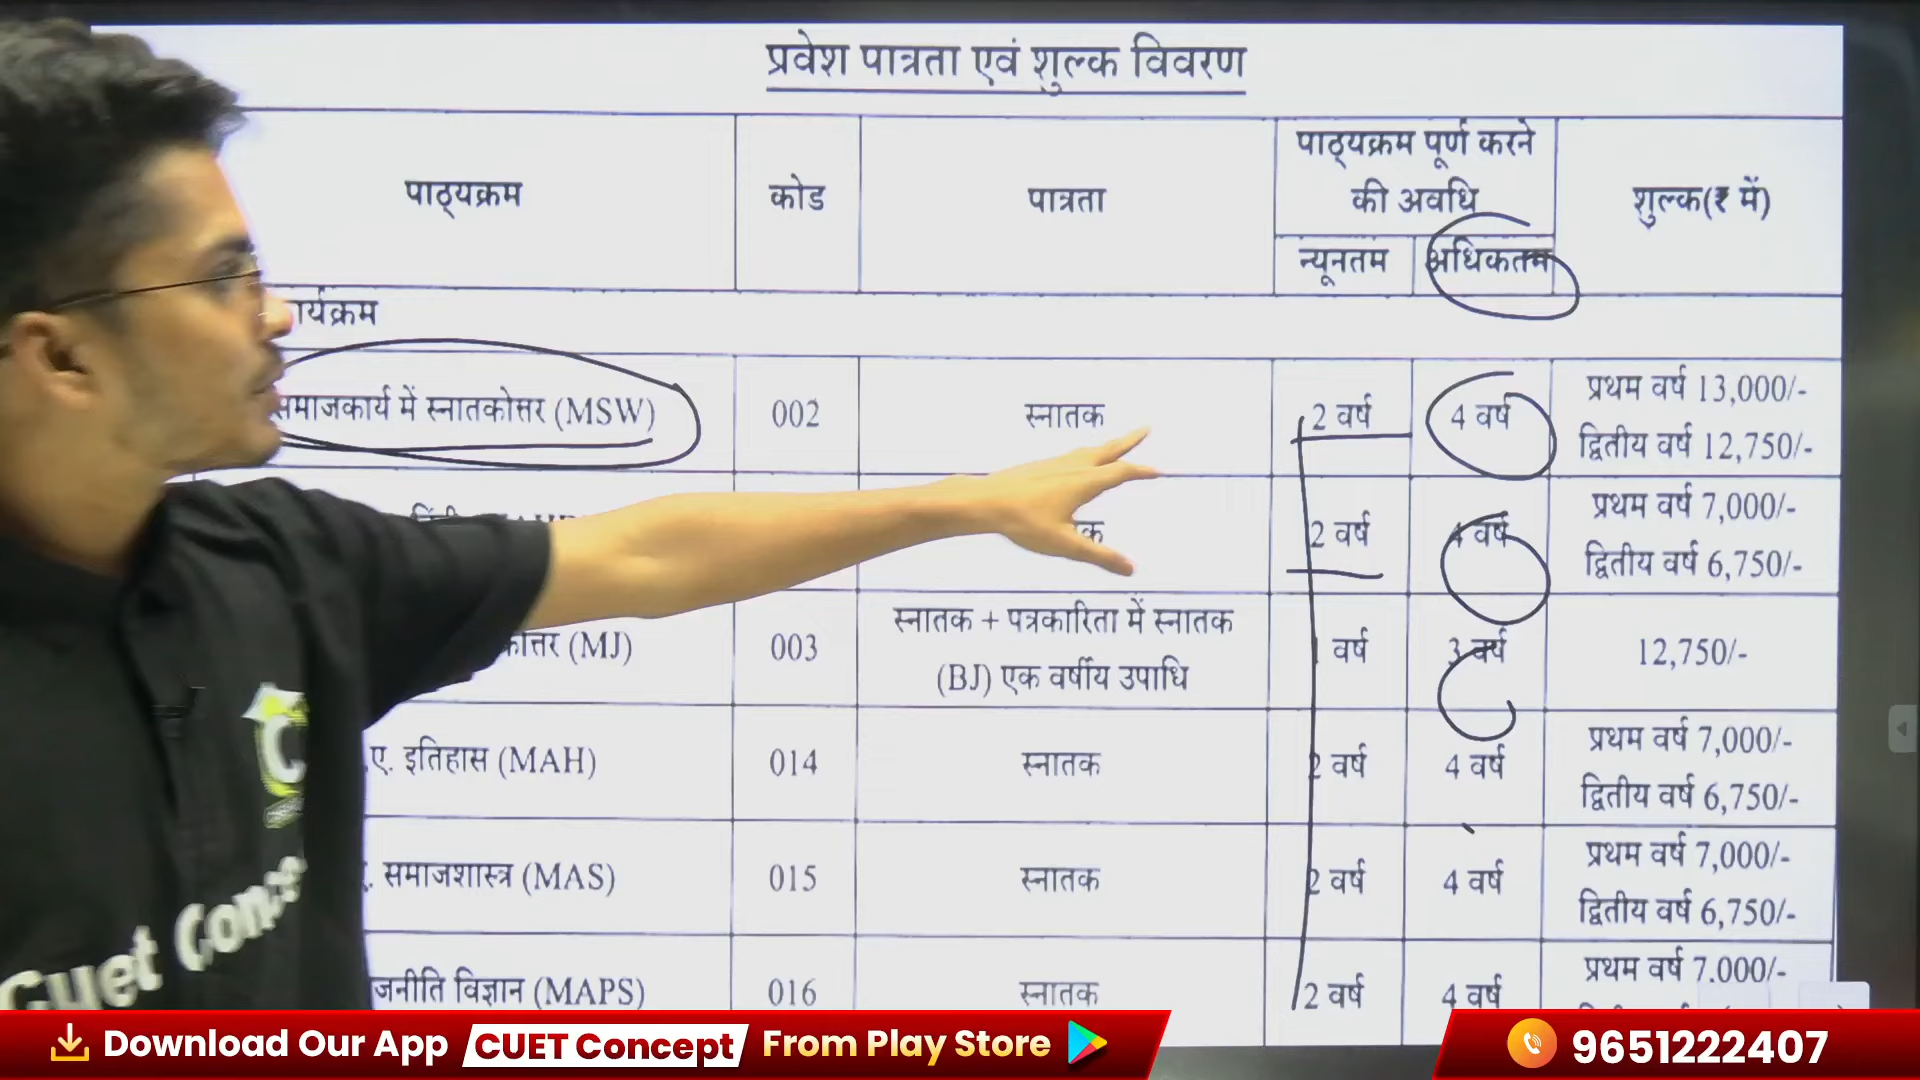 प्रवेश पात्रता एवं शुल्क विवरण
पाठ्यक्रम
कोड
पात्रता
पाठ्यक्रम पूर्ण करने
की अवधि
न्यूनतम
अधिकतम
शुल्क(₹ में)
र्यक्रम
समाजकार्य में स्नातकोत्तर (MSW)
002
स्नातक
2 वर्ष
4 वर्ष
प्रथम वर्ष 13,000/-
द्वितीय वर्ष 12,750/-
2 वर्ष
4 वर्ष
प्रथम वर्ष 7,000/-
द्वितीय वर्ष 6,750/-
(MJ)
003
स्नातक + पत्रकारिता में स्नातक
(BJ) एक वर्षीय उपाधि
वर्ष
3 वर्ष
12,750/-
ए. इतिहास (MAH)
014
स्नातक
2 वर्ष
4 वर्ष
प्रथम वर्ष 7,000/-
द्वितीय वर्ष 6,750/-
समाजशास्त्र (MAS)
015
स्नातक
2 वर्ष
4 वर्ष
प्रथम वर्ष 7,000/-
द्वितीय वर्ष 6,750/-
जनीति विज्ञान (MAPS)
016
स्नातक
2 वर्ष
4 वर्ष
प्रथम वर्ष 7,000/-
Cuet Conce
Download Our App CUET Concept From Play Store
9651222407